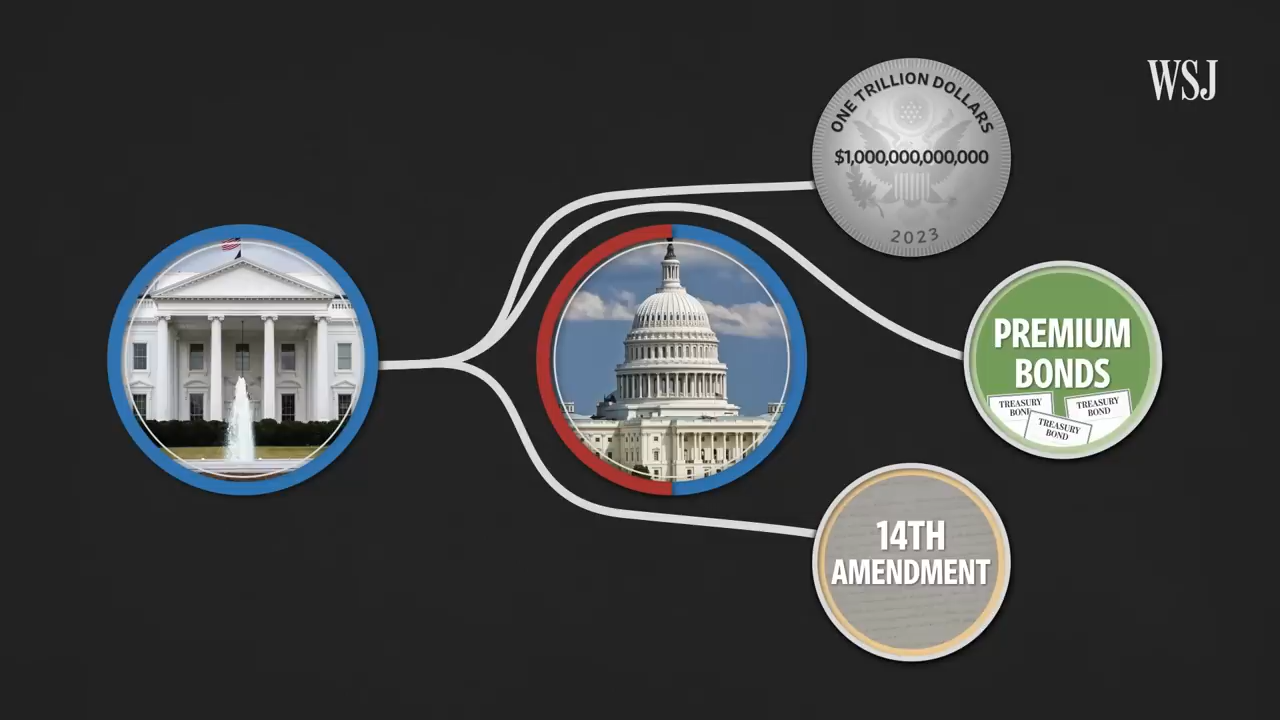 WSJ
ONE TRILLION DOLLARS
$1,000,000,000,000
2023
PREMIUM
BONDS
TREASURY
BOND
TREASURY
BOND
TREASURY
BOND
14TH
AMENDMENT